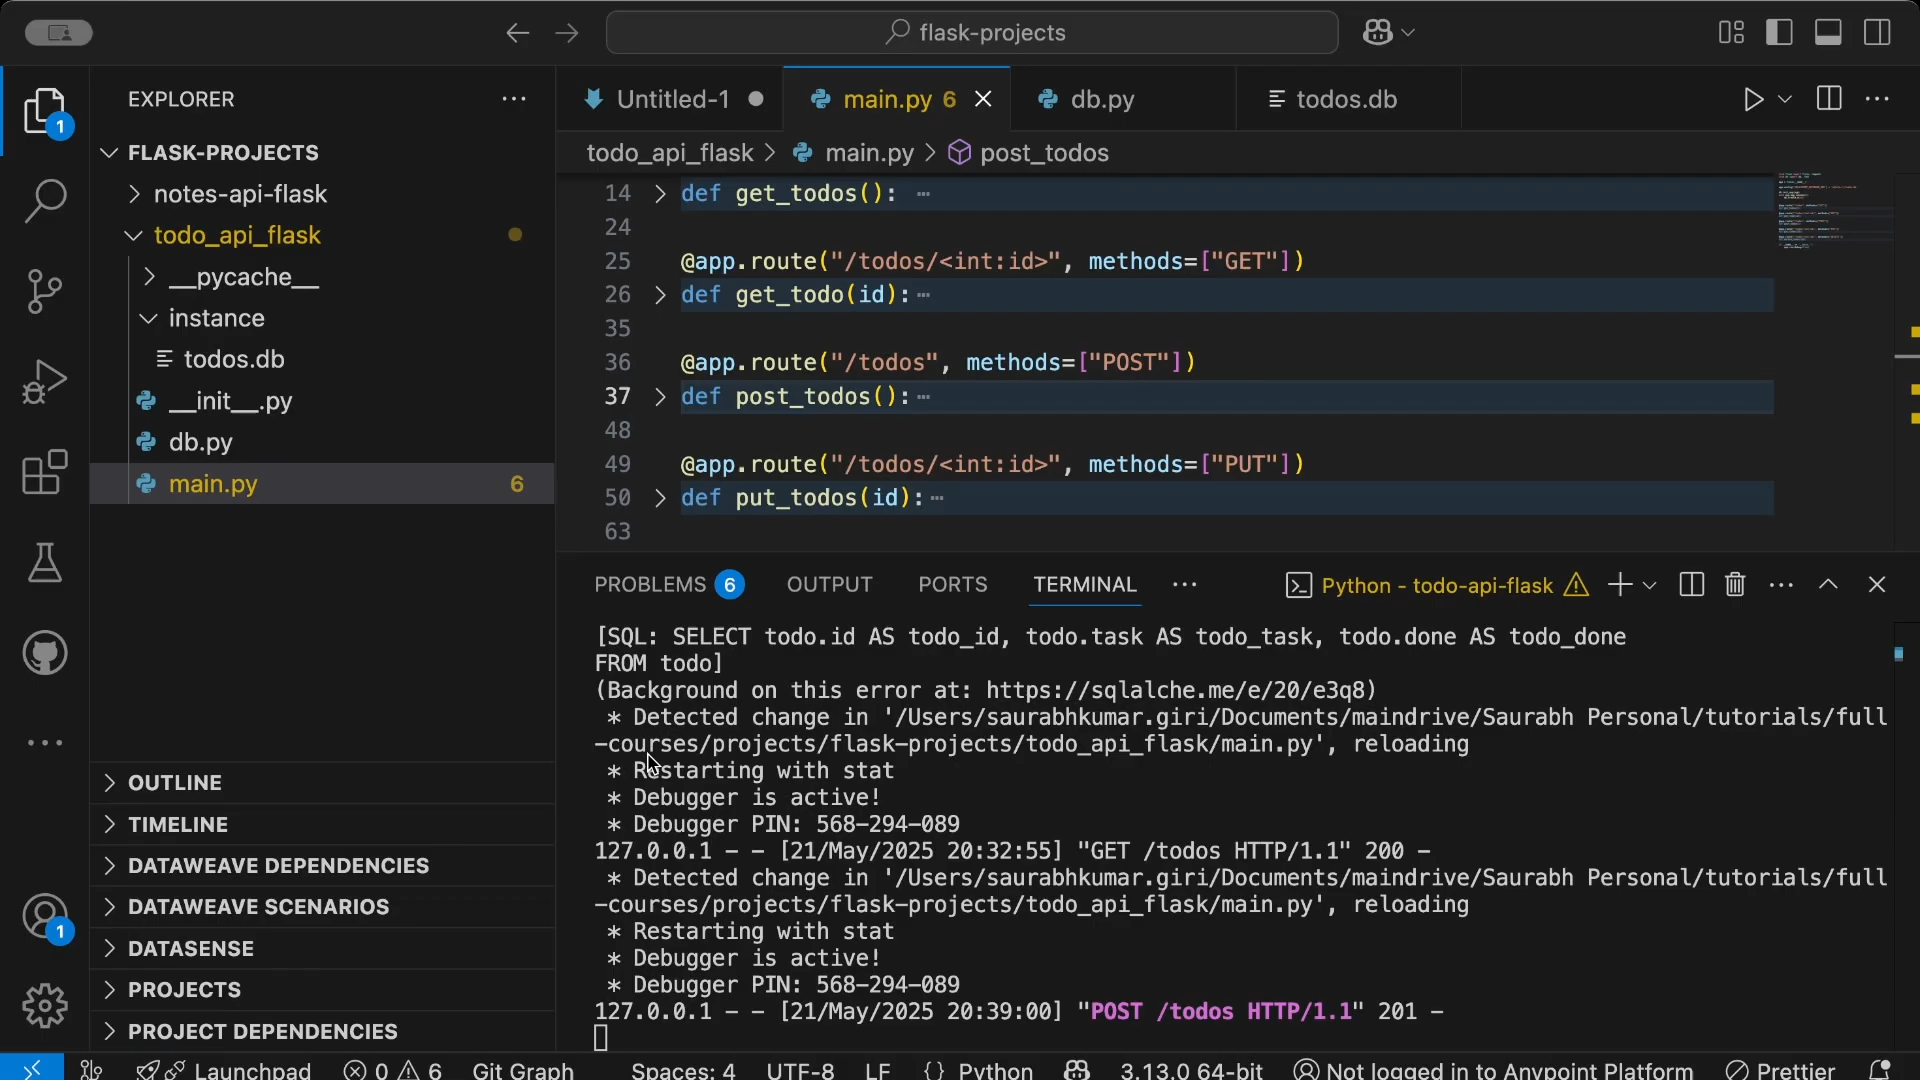 flask-projects
EXPLORER
FLASK-PROJECTS
notes-api-flask
todo_api_flask
__pycache__
instance
todos.db
__init__.py
db.py
main.py 6
OUTLINE
TIMELINE
DATAWEAVE DEPENDENCIES
DATAWEAVE SCENARIOS
DATASENSE
PROJECTS
PROJECT DEPENDENCIES
1
1
Untitled-1 main.py 6 db.py todos.db
todo_api_flask > main.py > post_todos
14 def get_todos(): ⋯
24
25 @app.route("/todos/<int:id>", methods=["GET"])
26 def get_todo(id): ⋯
35
36 @app.route("/todos", methods=["POST"])
37 def post_todos(): ⋯
48
49 @app.route("/todos/<int:id>", methods=["PUT"])
50 def put_todos(id): ⋯
63
PROBLEMS 6 OUTPUT PORTS TERMINAL Python - todo-api-flask
[SQL: SELECT todo.id AS todo_id, todo.task AS todo_task, todo.done AS todo_done
FROM todo]
(Background on this error at: https://sqlalche.me/e/20/e3q8)
* Detected change in '/Users/saurabhkumar.giri/Documents/maindrive/Saurabh Personal/tutorials/full
-courses/projects/flask-projects/todo_api_flask/main.py', reloading
* Restarting with stat
* Debugger is active!
* Debugger PIN: 568-294-089
127.0.0.1 - - [21/May/2025 20:32:55] "GET /todos HTTP/1.1" 200 -
* Detected change in '/Users/saurabhkumar.giri/Documents/maindrive/Saurabh Personal/tutorials/full
-courses/projects/flask-projects/todo_api_flask/main.py', reloading
* Restarting with stat
* Debugger is active!
* Debugger PIN: 568-294-089
127.0.0.1 - - [21/May/2025 20:39:00] "POST /todos HTTP/1.1" 201 -
Launchpad 0 6 Git Graph Spaces: 4 UTF-8 LF {} Python 3.13.0 64-bit Not logged in to Anypoint Platform Prettier